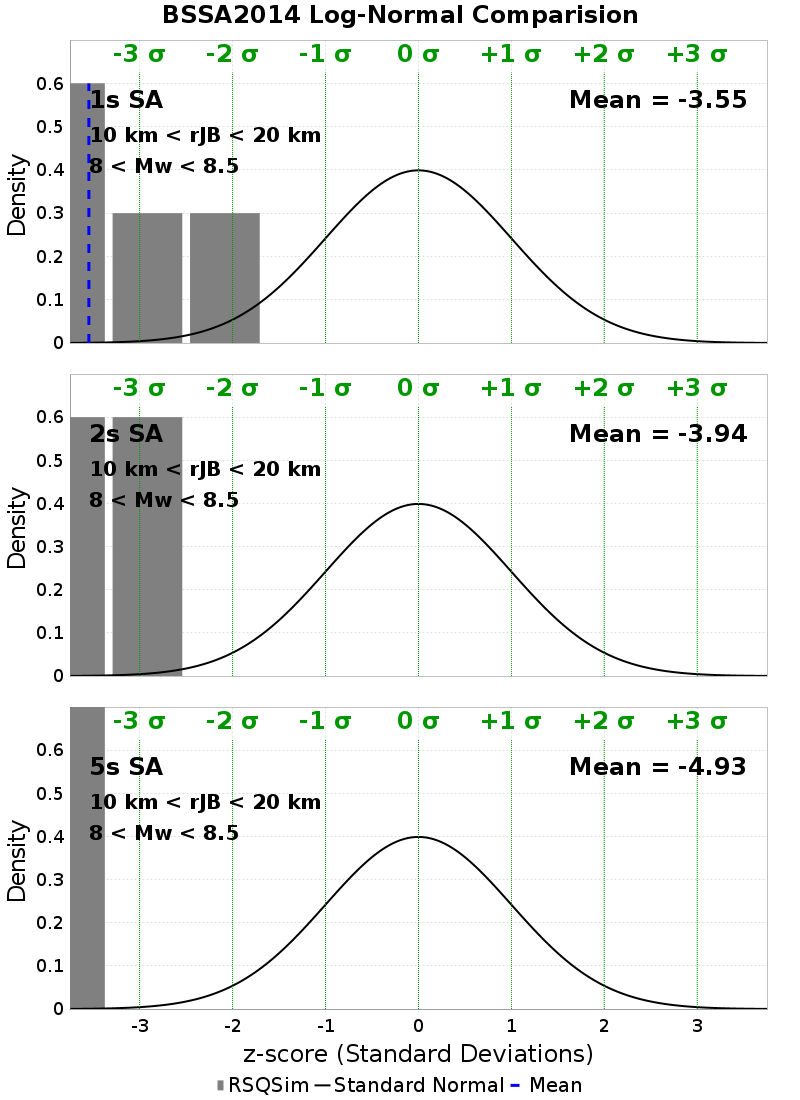 BSSA2014 Log-Normal Comparision
-3 σ -2 σ -1 σ 0 σ +1 σ +2 σ +3 σ
0.6
1s SA Mean = -3.55
0.5
10 km < rJB < 20 km
8 < Mw < 8.5
0.4
0.3
0.2
0.1
0
Density
-3 σ -2 σ -1 σ 0 σ +1 σ +2 σ +3 σ
0.6
2s SA Mean = -3.94
0.5
10 km < rJB < 20 km
8 < Mw < 8.5
0.4
0.3
0.2
0.1
0
Density
-3 σ -2 σ -1 σ 0 σ +1 σ +2 σ +3 σ
0.6
5s SA Mean = -4.93
0.5
10 km < rJB < 20 km
8 < Mw < 8.5
0.4
0.3
0.2
0.1
0
Density
-3 -2 -1 0 1 2 3
z-score (Standard Deviations)
RSQSim Standard Normal Mean